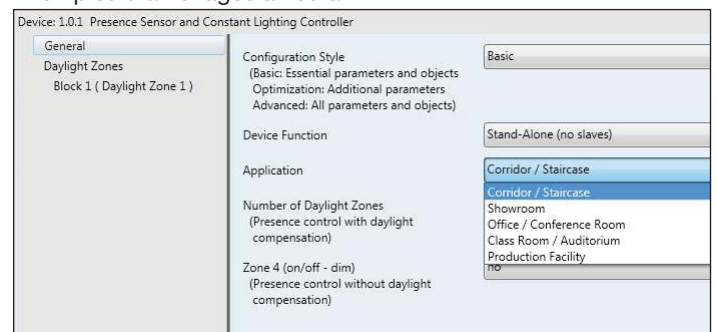 Device: 1.0.1 Presence Sensor and Constant Lighting Controller
General
Daylight Zones
Block 1 ( Daylight Zone 1 )
Configuration Style
(Basic: Essential parameters and objects
Optimization: Additional parameters
Advanced: All parameters and objects)
Basic
Device Function
Stand-Alone (no slaves)
Application
Corridor / Staircase
Corridor / Staircase
Showroom
Office / Conference Room
Class Room / Auditorium
Production Facility
Number of Daylight Zones
(Presence control with daylight
compensation)
Zone 4 (on/off - dim)
(Presence control without daylight
compensation)
no